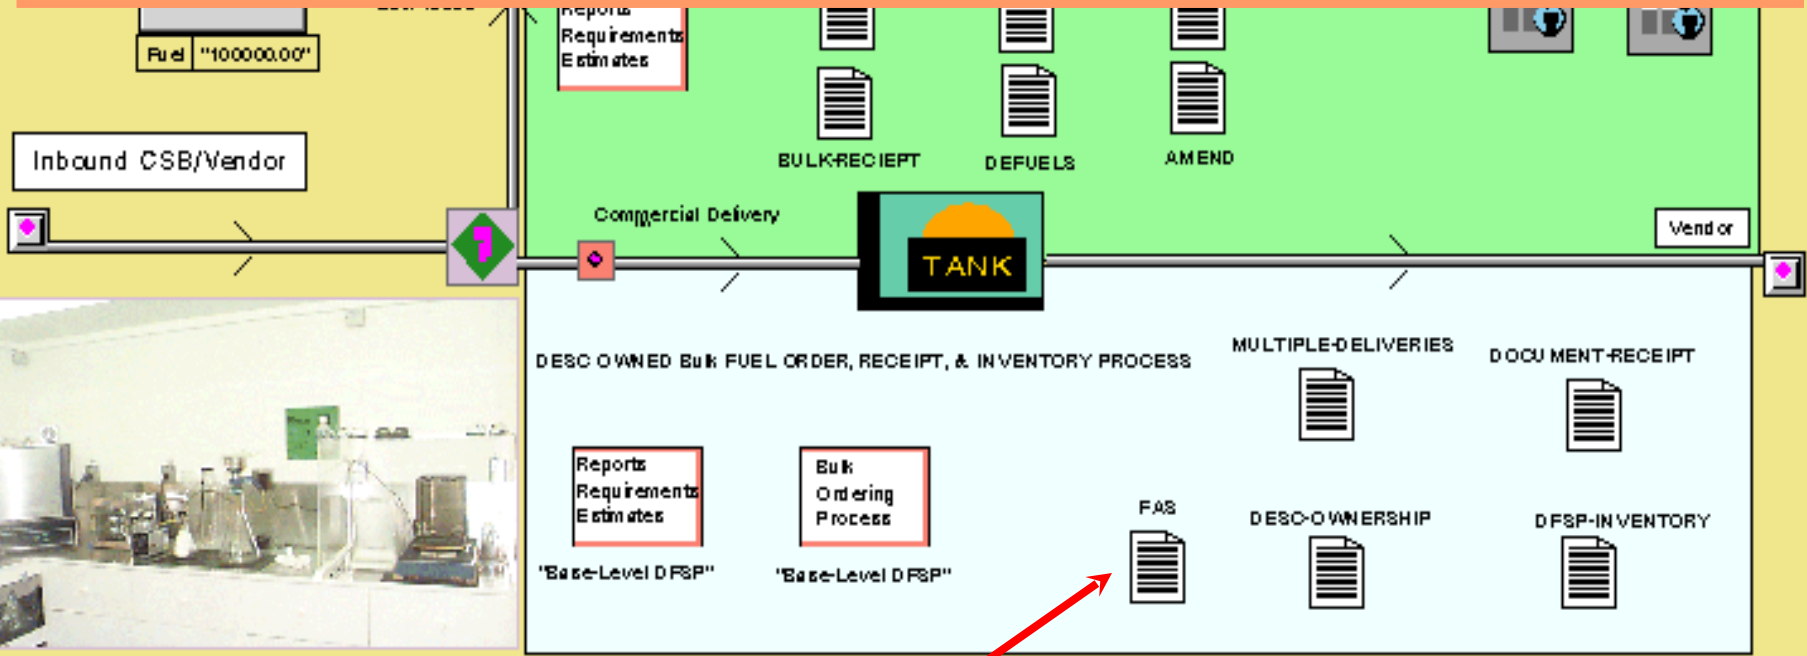 Reports
Requirements
Estimates
Fuel "100000.00"
Inbound CSB/Vendor
BULK-RECIEPT
DEFUELS
AMEND
Commercial Delivery
Vendor
TANK
DESC OWNED Bulk FUEL ORDER, RECEIPT, & INVENTORY PROCESS
MULTIPLE-DELIVERIES
DOCUMENT-RECEIPT
Reports
Requirements
Estimates
Bulk
Ordering
Process
FAS
DESC-OWNERSHIP
DFSP-INVENTORY
"Base-Level DFSP"
"Base-Level DFSP"